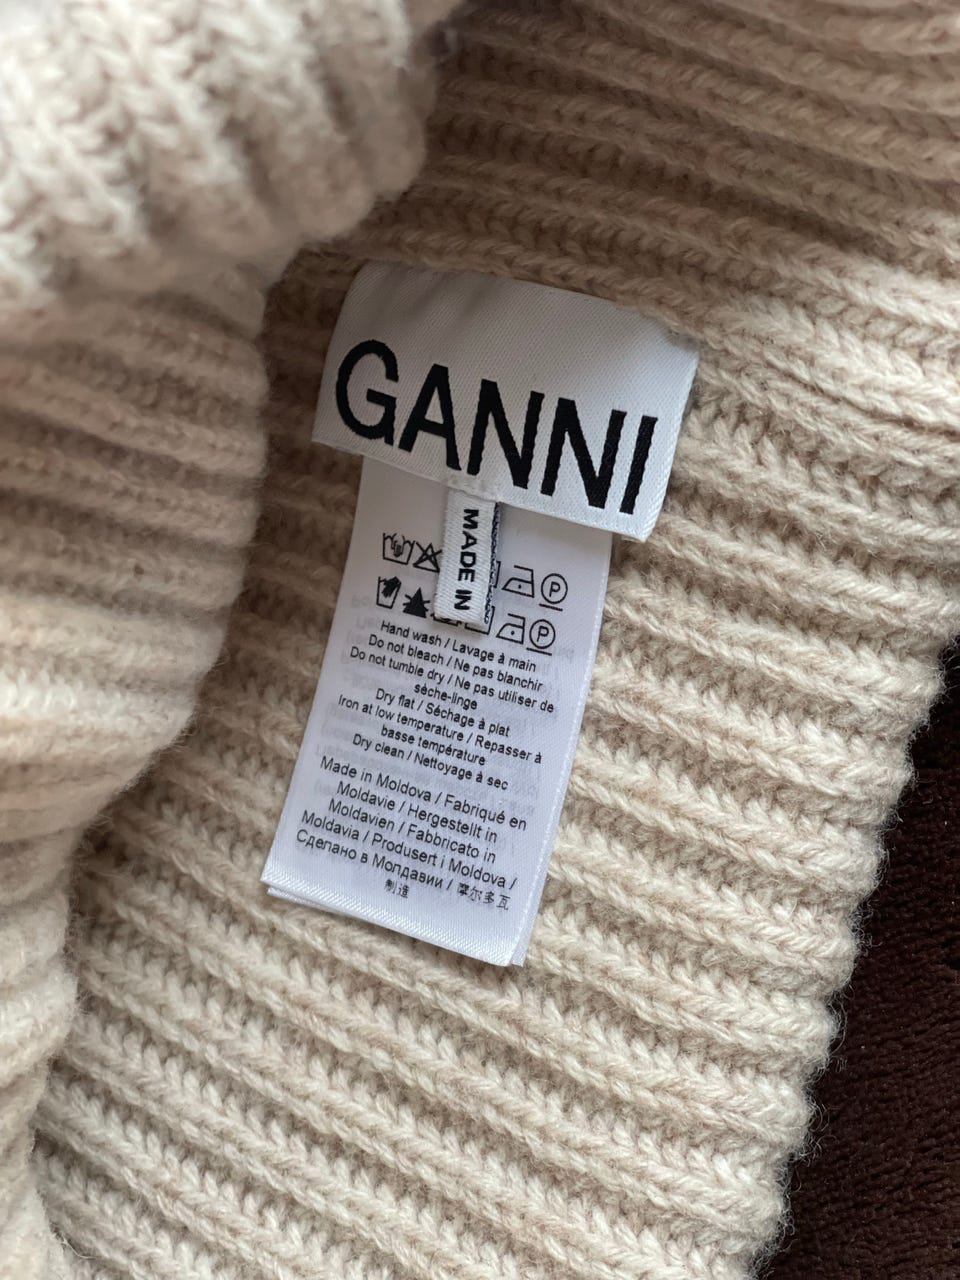 GANNI
MADE IN
P
P
Hand wash / Lavage à main
Do not bleach / Ne pas blanchir
Do not tumble dry / Ne pas utiliser de
sèche-linge
Dry flat / Séchage à plat
Iron at low temperature / Repasser à
basse température
Dry clean / Nettoyage à sec
Made in Moldova / Fabriqué en
Moldavie / Hergestellt in
Moldavien / Fabbricato in
Moldavia / Produsert i Moldova /
Сделано в Молдавии / 摩尔多瓦
制造